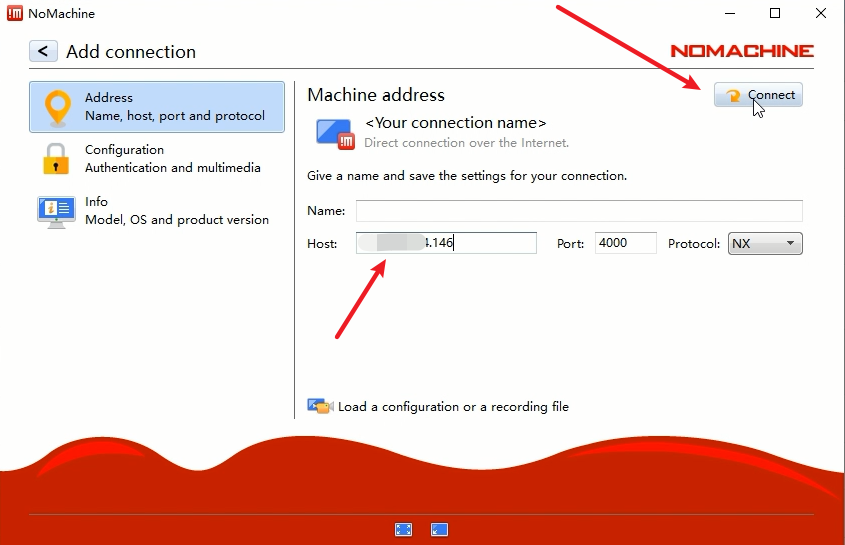 NoMachine
Add connection
NOMACHINE
Address
Name, host, port and protocol
Configuration
Authentication and multimedia
Info
Model, OS and product version
Machine address
Connect
<Your connection name>
Direct connection over the Internet.
Give a name and save the settings for your connection.
Name:
Host: .146 Port: 4000 Protocol: NX
Load a configuration or a recording file